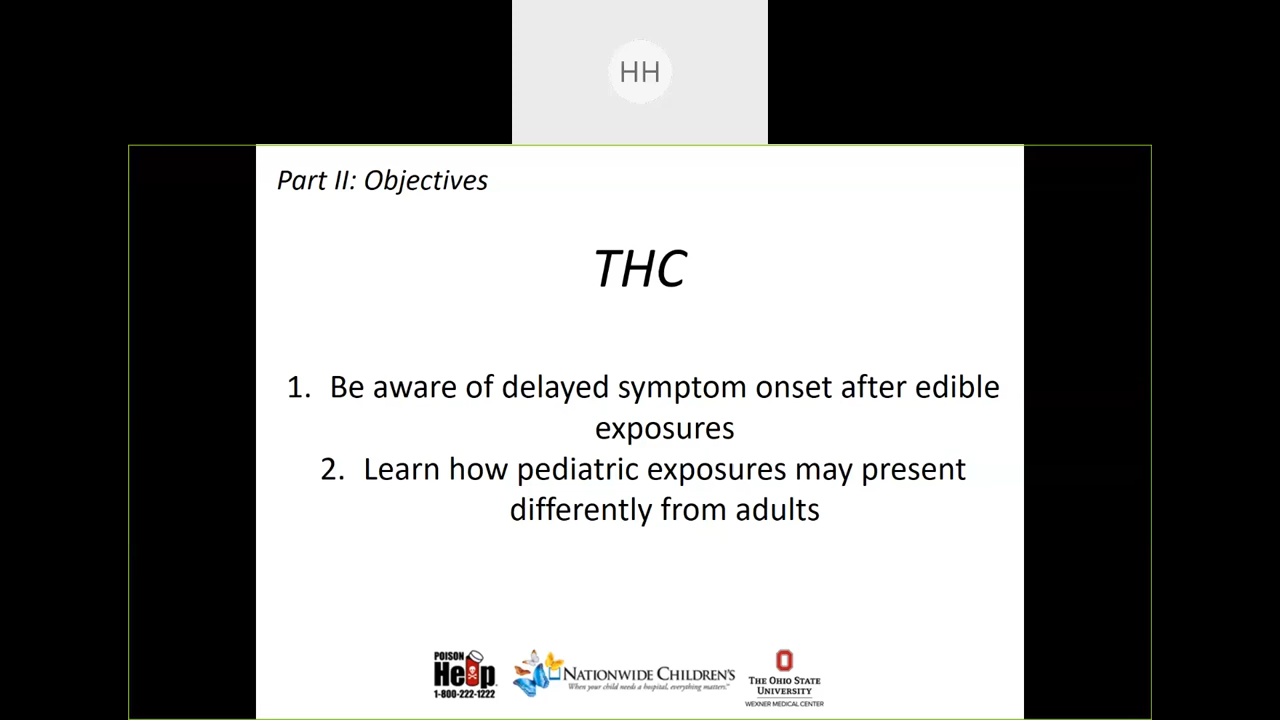 HH
Part II: Objectives
THC
1. Be aware of delayed symptom onset after edible
exposures
2. Learn how pediatric exposures may present
differently from adults
POISON
Help
1-800-222-1222
NATIONWIDE CHILDREN'S
When your child needs a hospital, everything matters.
THE OHIO STATE
UNIVERSITY
WEXNER MEDICAL CENTER